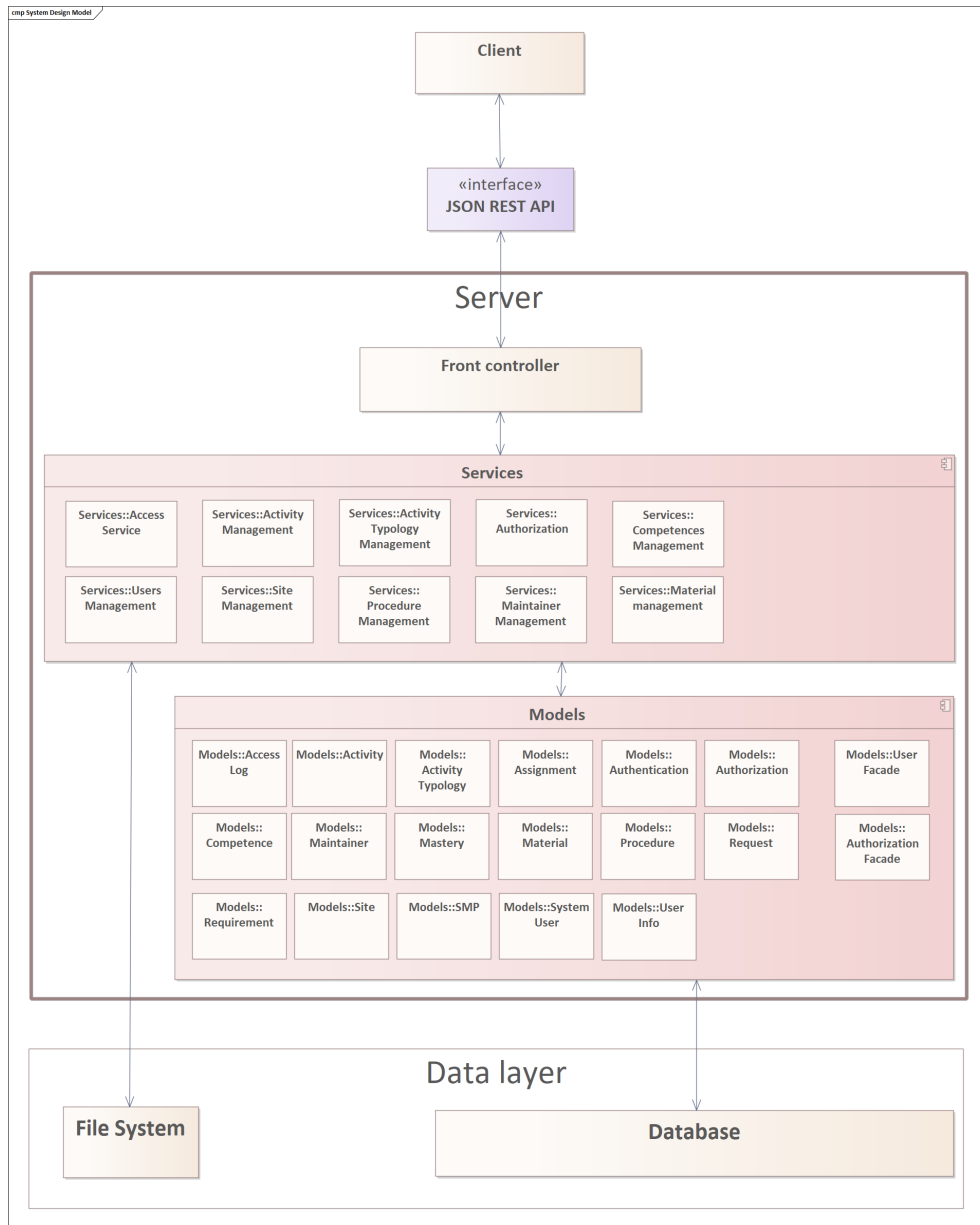 cmp System Design Model
Client
«interface»
JSON REST API
Server
Front controller
Services
Services::Access
Service
Services::Activity
Management
Services::Activity
Typology
Management
Services::
Authorization
Services::
Competences
Management
Services::Users
Management
Services::Site
Management
Services::
Procedure
Management
Services::
Maintainer
Management
Services::Material
management
Models
Models::Access
Log
Models::Activity
Models::
Activity
Typology
Models::
Assignment
Models::
Authentication
Models::
Authorization
Models::User
Facade
Models::
Competence
Models::
Maintainer
Models::
Mastery
Models::
Material
Models::
Procedure
Models::
Request
Models::
Authorization
Facade
Models::
Requirement
Models::Site
Models::SMP
Models::System
User
Models::User
Info
Data layer
File System
Database